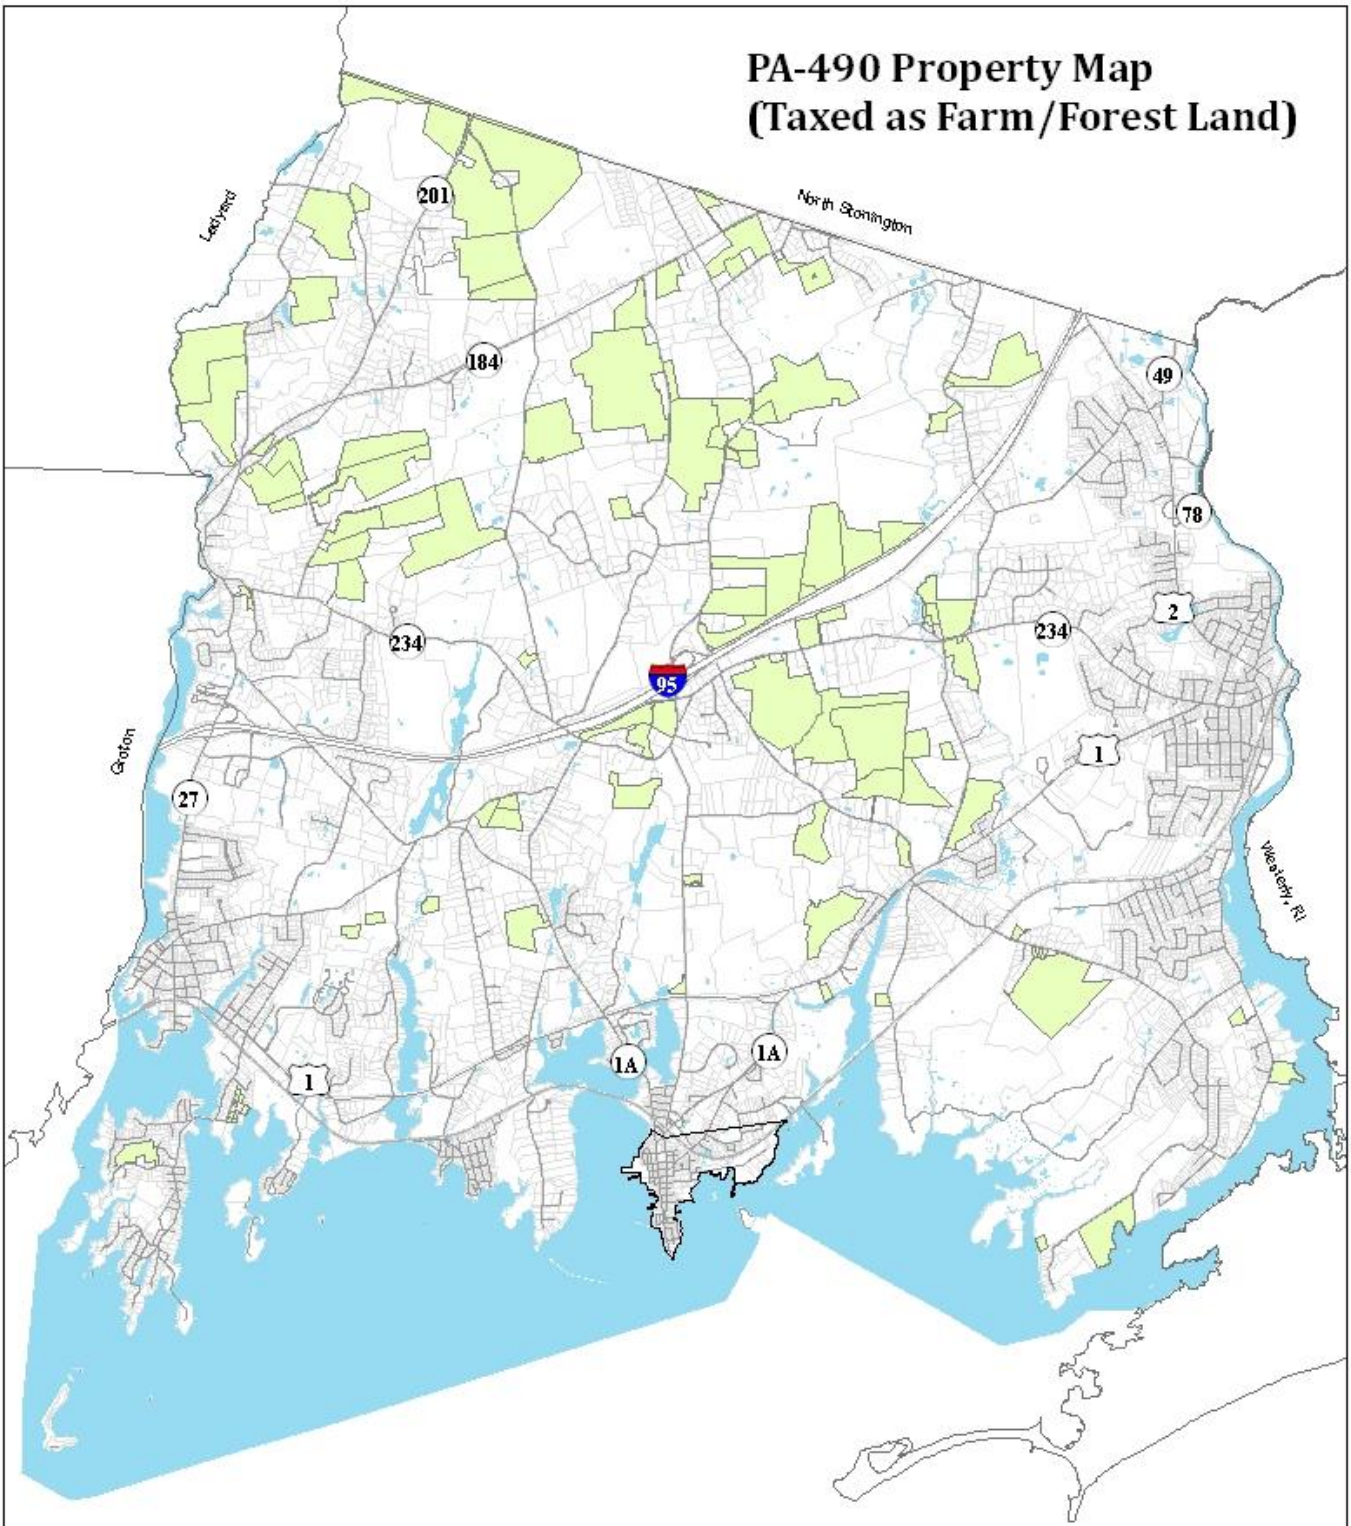 PA-490 Property Map
(Taxed as Farm/Forest Land)
Ledyard
201
North Stonington
184
49
78
2
234
234
95
1
Groton
27
Westerly, RI
1A
1A
1